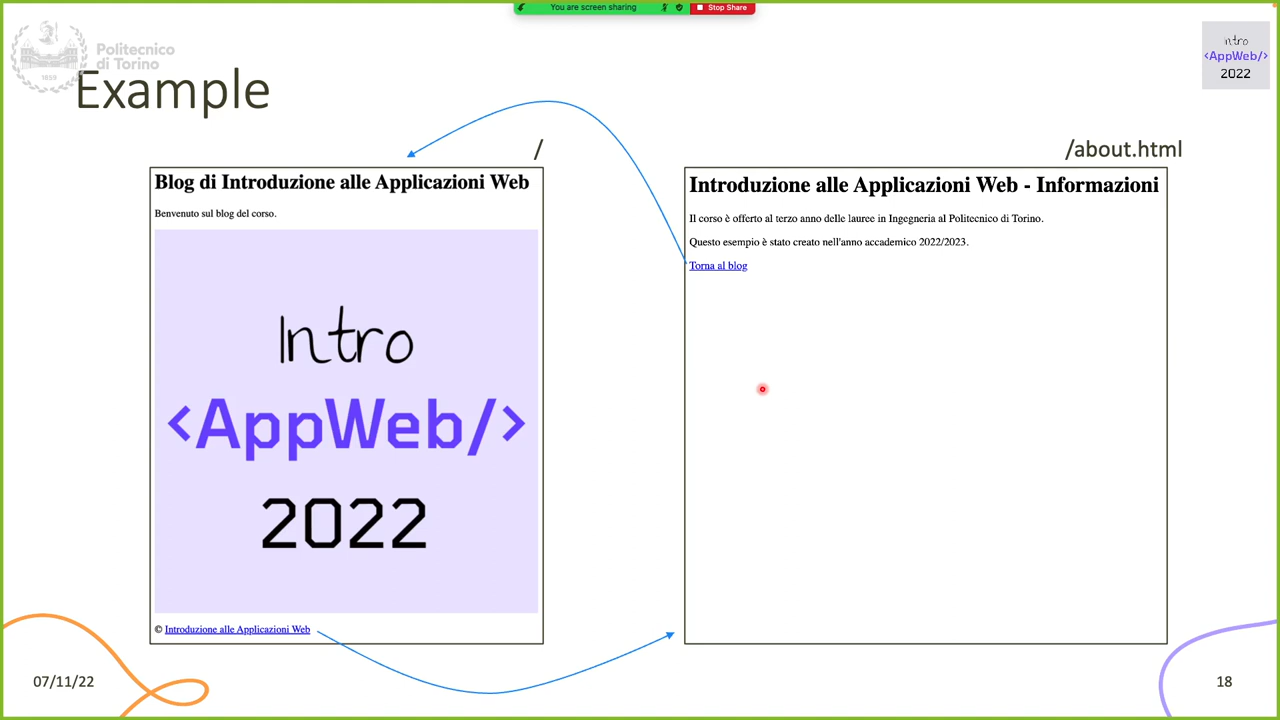 You are screen sharing
Stop Share
Politecnico
di Torino
1859
Intro
<AppWeb/>
2022
Example
/
/about.html
Blog di Introduzione alle Applicazioni Web
Benvenuto sul blog del corso.
Intro
<AppWeb/>
2022
© Introduzione alle Applicazioni Web
Introduzione alle Applicazioni Web - Informazioni
Il corso è offerto al terzo anno delle lauree in Ingegneria al Politecnico di Torino.
Questo esempio è stato creato nell'anno accademico 2022/2023.
Torna al blog
07/11/22
18